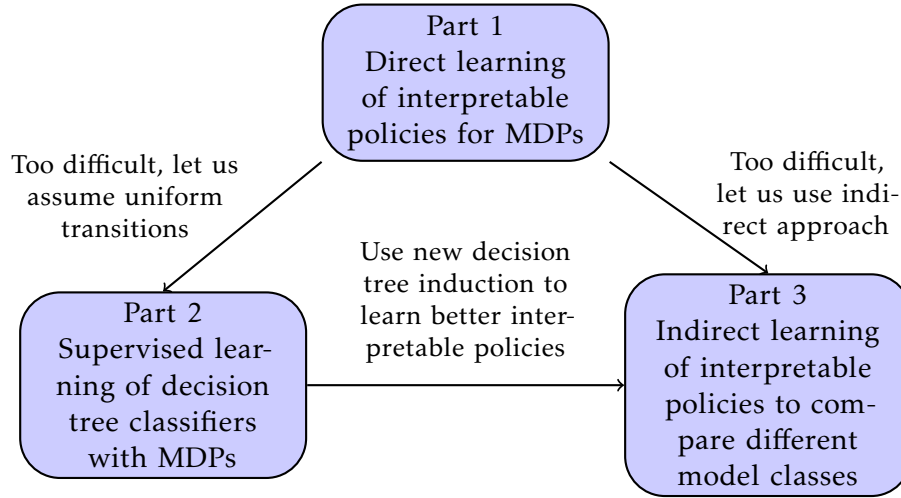 Part 1
Direct learning
of interpretable
policies for MDPs
Too difficult, let us
assume uniform
transitions
Too difficult,
let us use indi-
rect approach
Use new decision
tree induction to
learn better inter-
pretable policies
Part 2
Supervised lear-
ning of decision
tree classifiers
with MDPs
Part 3
Indirect learning
of interpretable
policies to com-
pare different
model classes